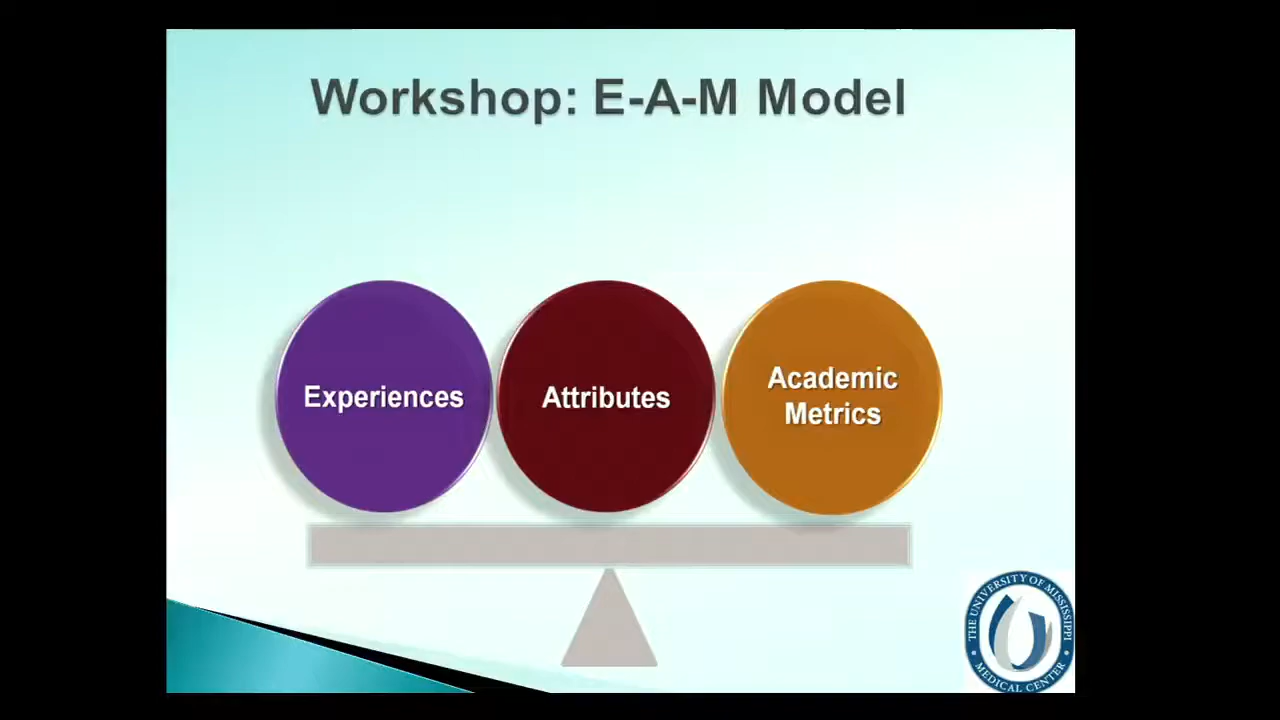 Workshop: E-A-M Model
Experiences
Attributes
Academic
Metrics
THE UNIVERSITY OF MISSISSIPPI
MEDICAL CENTER